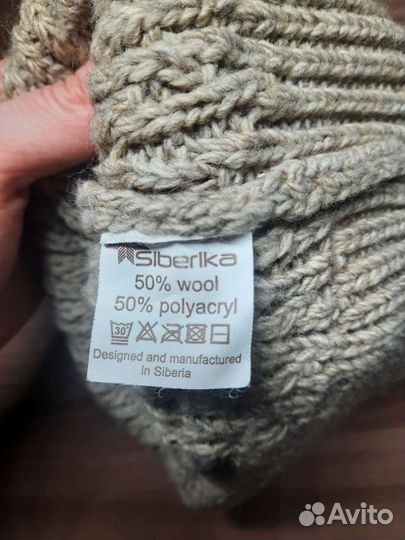 Siberika
50% wool
50% polyacryl
30
Designed and manufactured
in Siberia
Avito